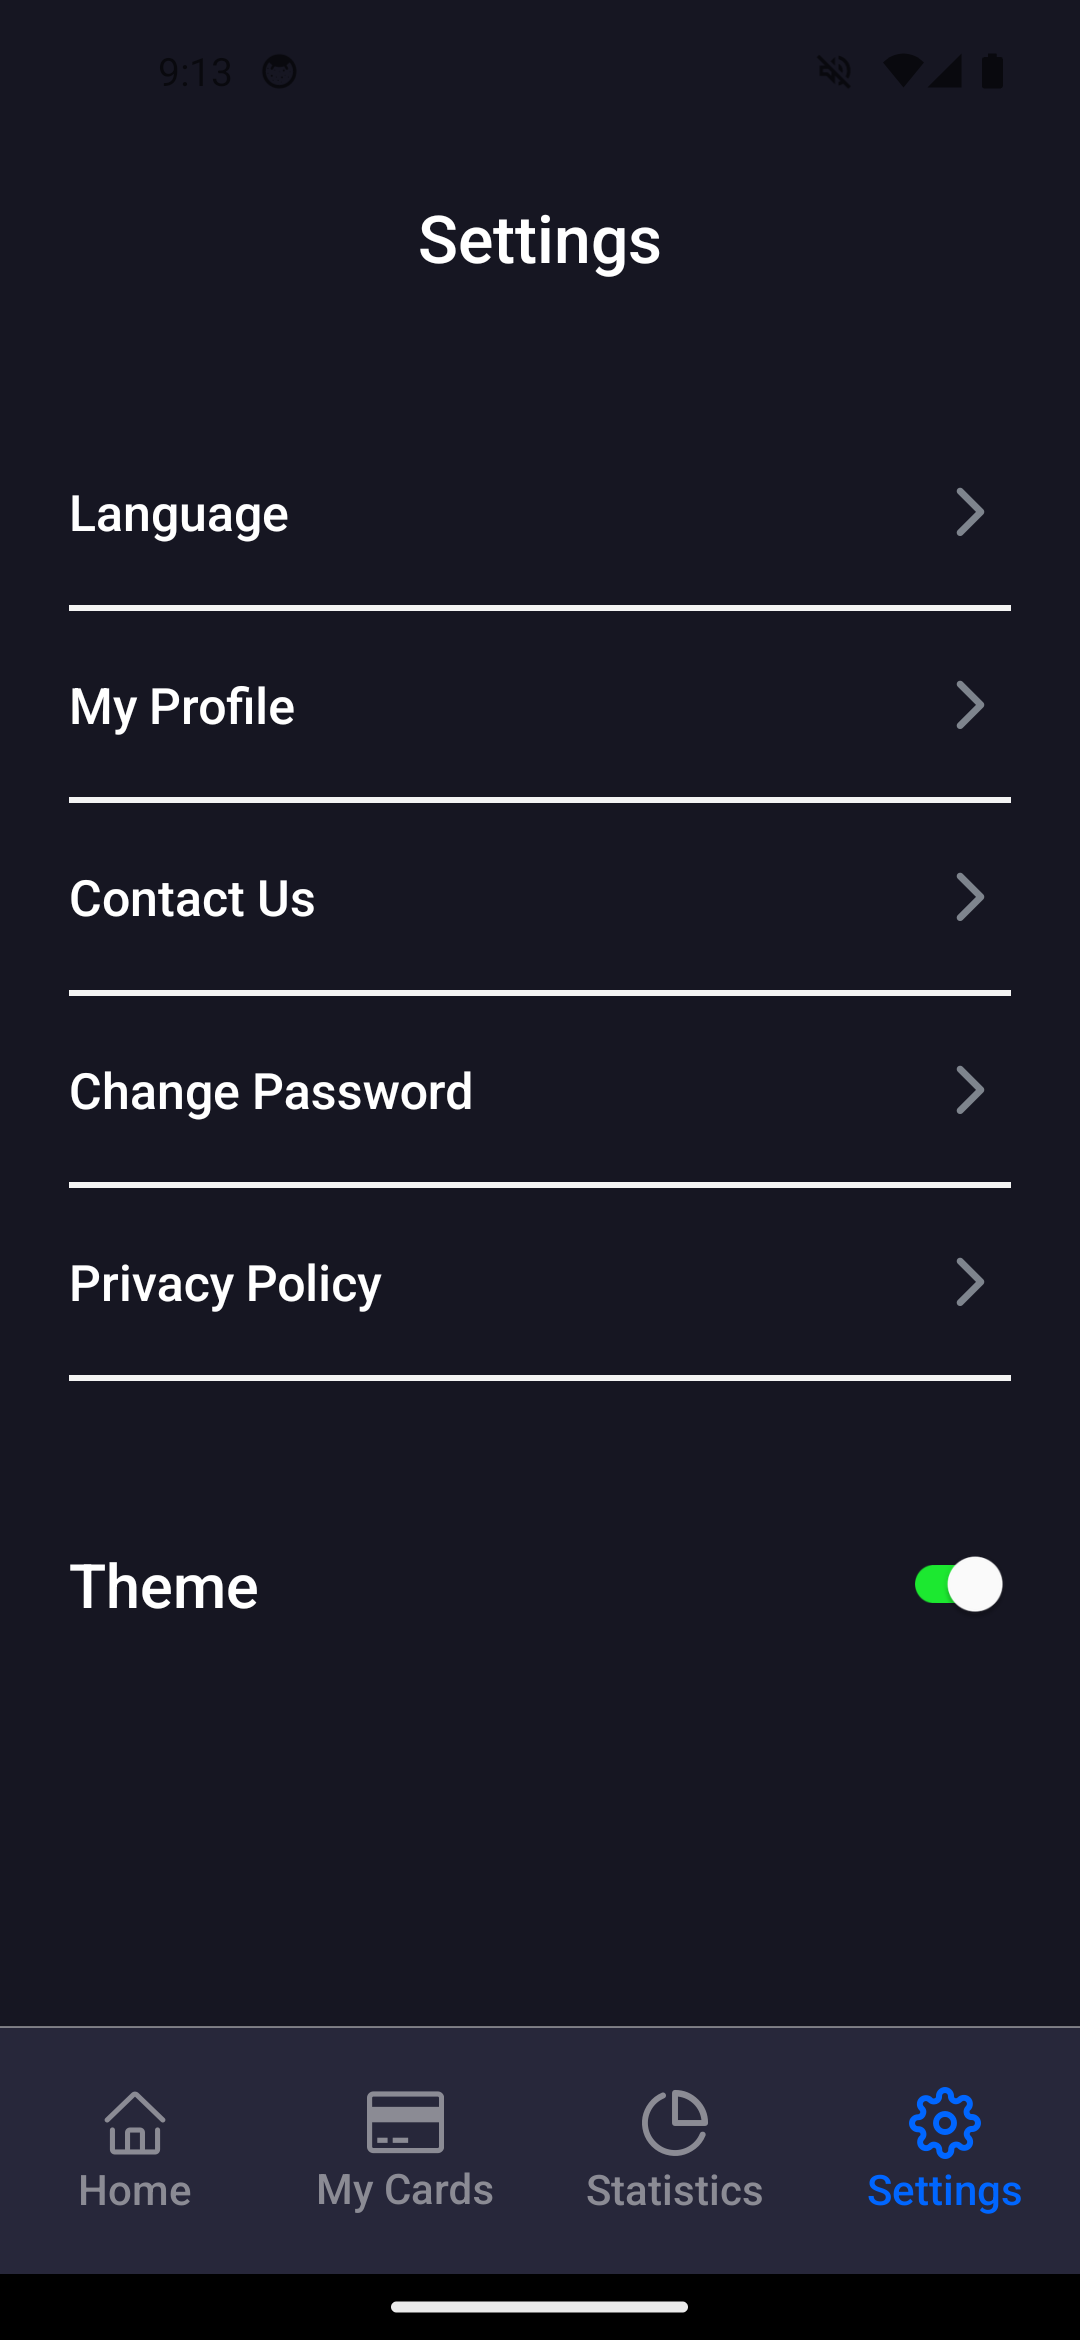 9:13
Settings
Language
My Profile
Contact Us
Change Password
Privacy Policy
Theme
Home
My Cards
Statistics
Settings